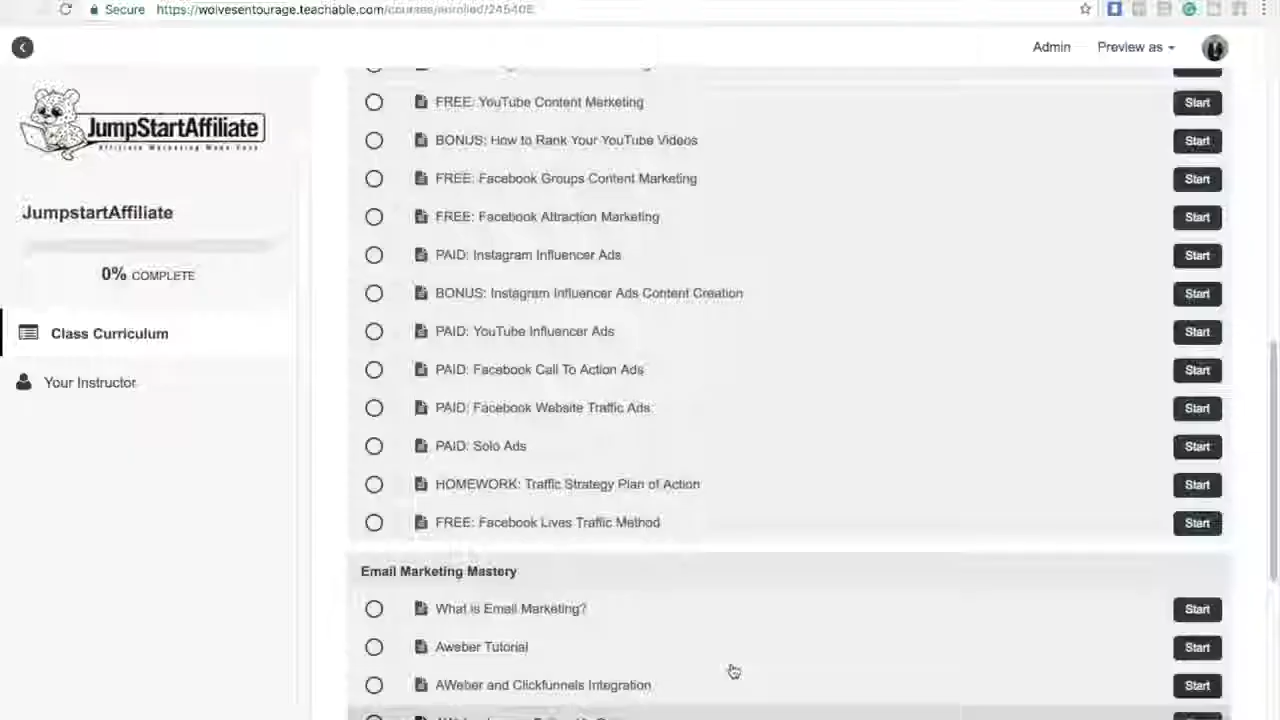 Secure https://wolvesentourage.teachable.com/courses/enrolled/245408
Admin Preview as
JumpStartAffiliate
Affiliate Marketing Made Easy
JumpstartAffiliate
0% COMPLETE
Class Curriculum
Your Instructor
Start
FREE: YouTube Content Marketing Start
BONUS: How to Rank Your YouTube Videos Start
FREE: Facebook Groups Content Marketing Start
FREE: Facebook Attraction Marketing Start
PAID: Instagram Influencer Ads Start
BONUS: Instagram Influencer Ads Content Creation Start
PAID: YouTube Influencer Ads Start
PAID: Facebook Call To Action Ads Start
PAID: Facebook Website Traffic Ads Start
PAID: Solo Ads Start
HOMEWORK: Traffic Strategy Plan of Action Start
FREE: Facebook Lives Traffic Method Start
Email Marketing Mastery
What is Email Marketing? Start
Aweber Tutorial Start
AWeber and Clickfunnels Integration Start